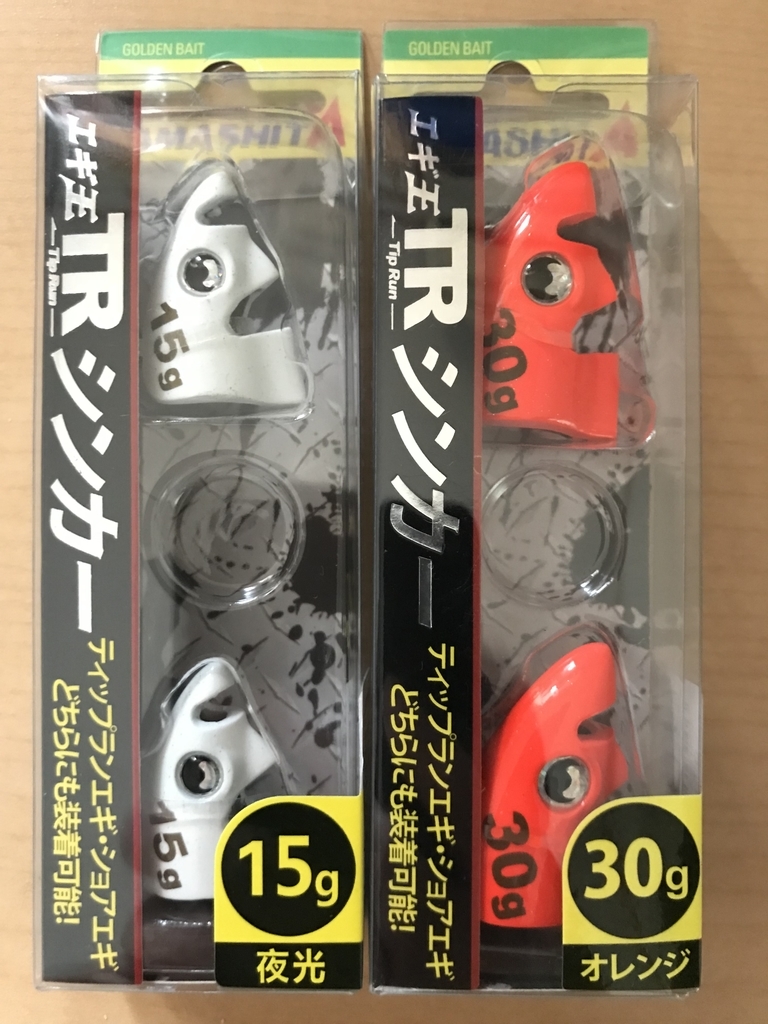 GOLDEN BAIT
AMASHITA
エギ王
TR
Tip Run
シンカー
ティップランエギ・ショアエギ
どちらにも装着可能!
15g
15g
15g
夜光
GOLDEN BAIT
エギ王
TR
Tip Run
シンカー
ティップランエギ・ショアエギ
どちらにも装着可能!
30g
30g
30g
オレンジ